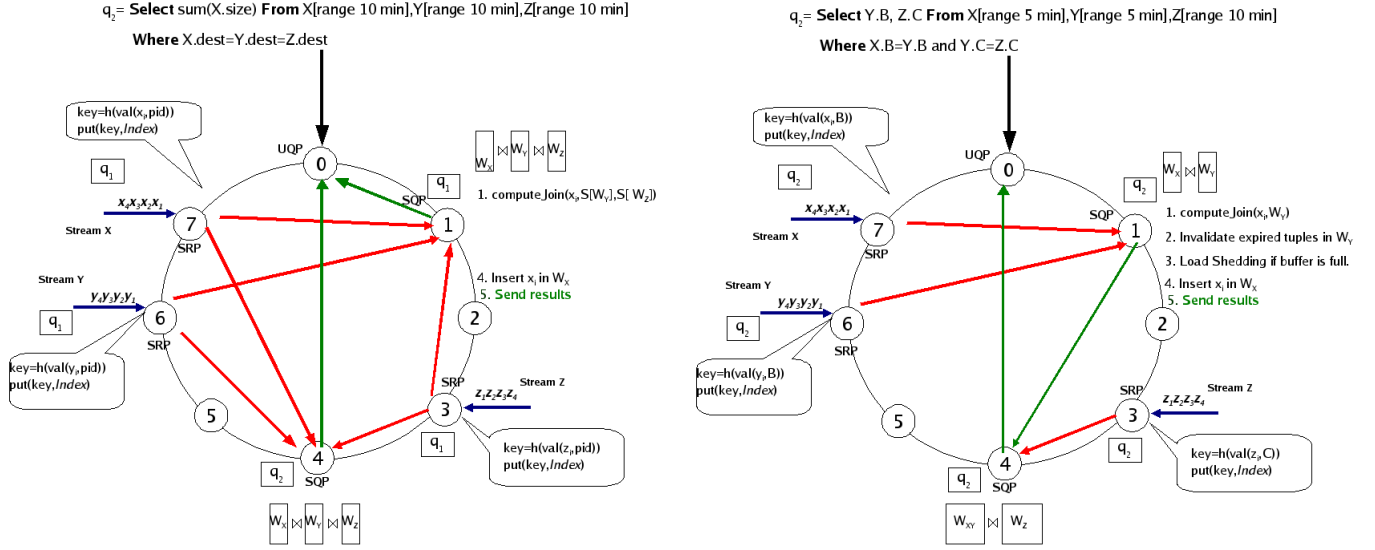 q2= Select sum(X.size) From X[range 10 min],Y[range 10 min],Z[range 10 min]
Where X.dest=Y.dest=Z.dest
key=h(val(xi,pid))
put(key,Index)
UQP
0
WX ⋈ WY ⋈ WZ
q1
q1
SQP
1. compute_Join(xi,S[WY],S[ WZ])
x4x3x2x1
7
1
Stream X
SRP
Stream Y
4. Insert xi in WX
5. Send results
y4y3y2y1
6
2
q1
SRP
key=h(val(yi,pid))
put(key,Index)
SRP
Stream Z
5
3
z1z2z3z4
q1
key=h(val(zi,pid))
put(key,Index)
4
q2
SQP
WX ⋈ WY ⋈ WZ
q2= Select Y.B, Z.C From X[range 5 min],Y[range 5 min],Z[range 10 min]
Where X.B=Y.B and Y.C=Z.C
key=h(val(xi,B))
put(key,Index)
UQP
0
WX ⋈ WY
q2
q2
SQP
1. compute_Join(xi,WY)
x4x3x2x1
7
1
2. Invalidate expired tuples in WY
Stream X
SRP
3. Load Shedding if buffer is full.
Stream Y
4. Insert xi in WX
5. Send results
y4y3y2y1
6
2
q2
SRP
key=h(val(yi,B))
put(key,Index)
SRP
Stream Z
5
3
z1z2z3z4
q2
key=h(val(zi,C))
put(key,Index)
4
q2
SQP
WXY ⋈ WZ